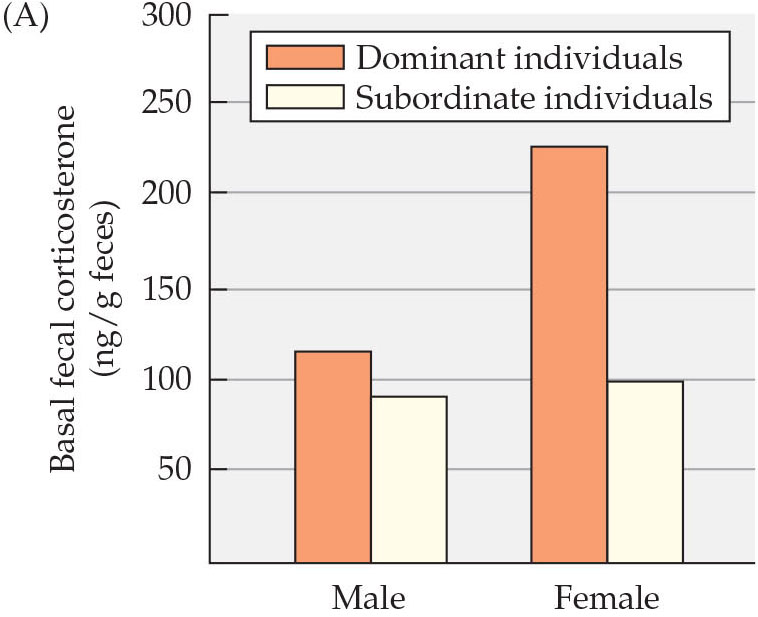 (A)
300
250
200
150
100
50
Basal fecal corticosterone
(ng/g feces)
Dominant individuals
Subordinate individuals
Male
Female